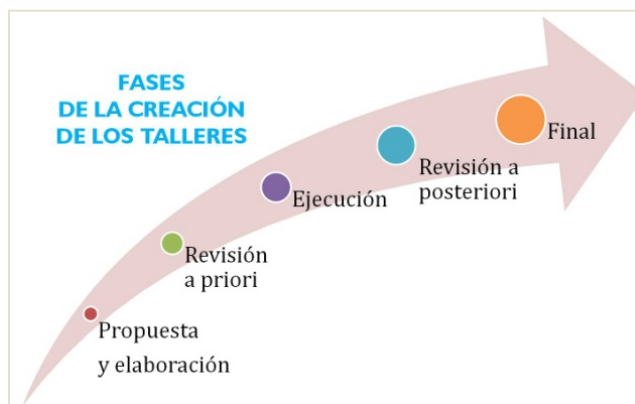 FASES
DE LA CREACIÓN
DE LOS TALLERES
Propuesta
y elaboración
Revisión
a priori
Ejecución
Revisión a
posteriori
Final